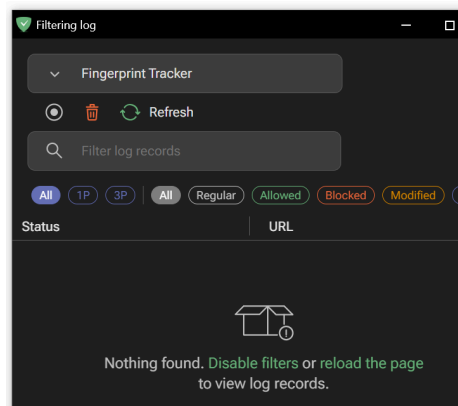 Filtering log
Fingerprint Tracker
Refresh
Filter log records
All 1P 3P All Regular Allowed Blocked Modified
Status URL
Nothing found. Disable filters or reload the page
to view log records.